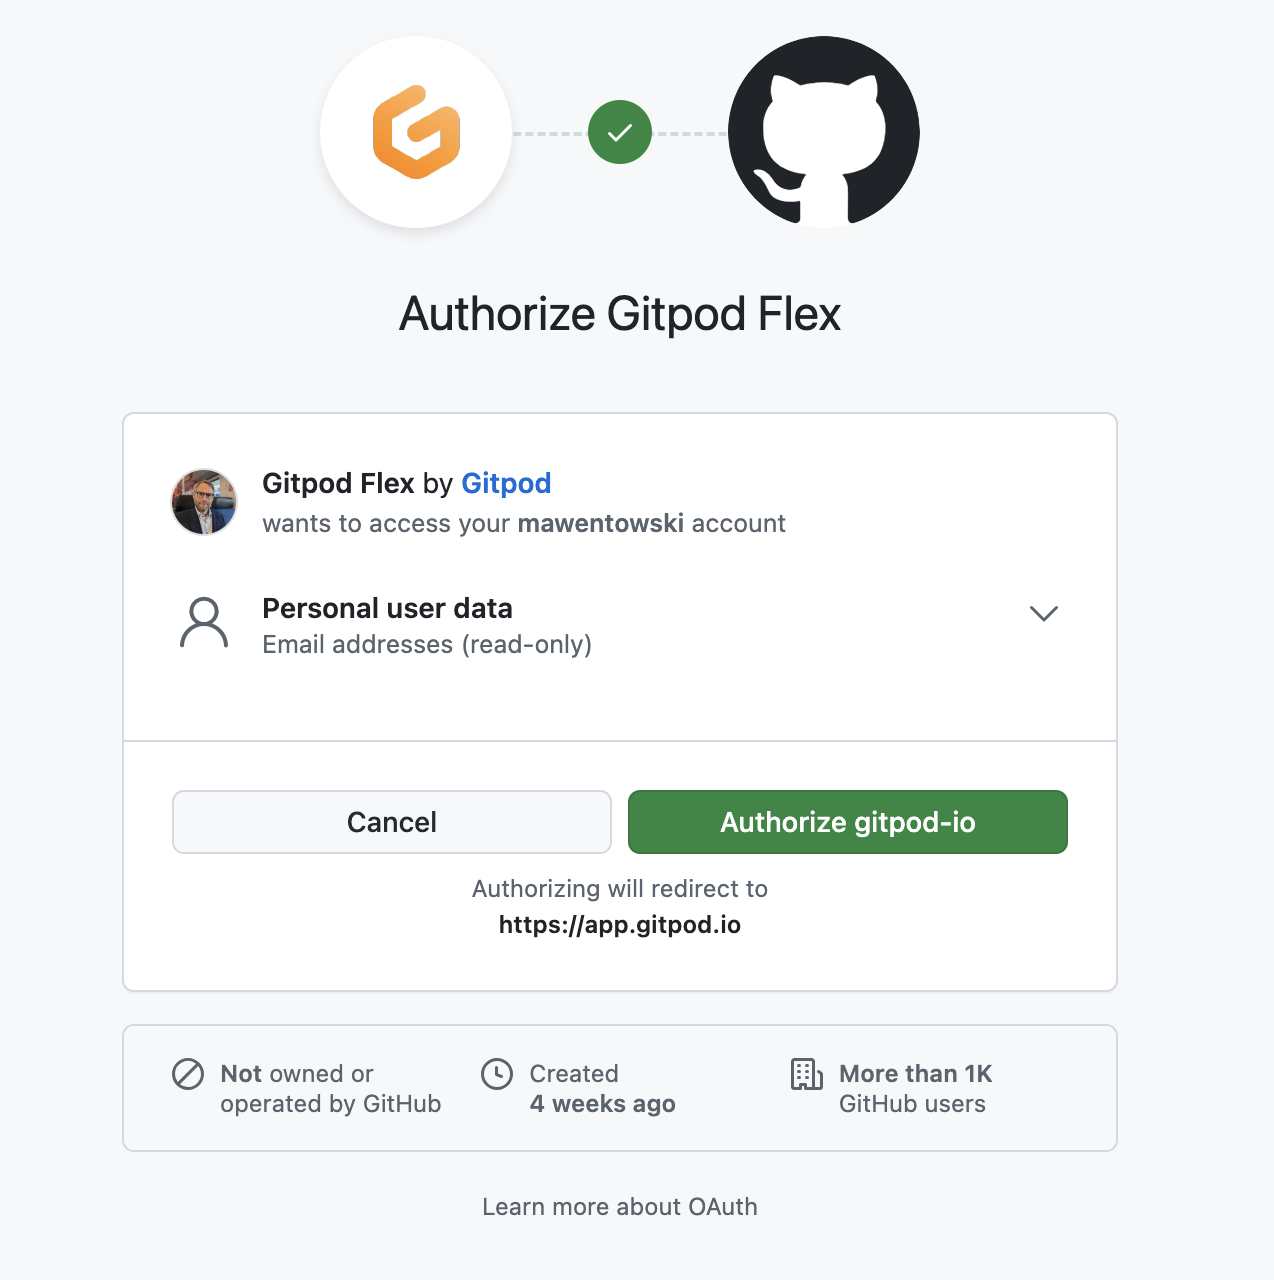 Authorize Gitpod Flex
Gitpod Flex by Gitpod
wants to access your mawentowski account
Personal user data
Email addresses (read-only)
Cancel
Authorize gitpod-io
Authorizing will redirect to
https://app.gitpod.io
Not owned or
operated by GitHub
Created
4 weeks ago
More than 1K
GitHub users
Learn more about OAuth